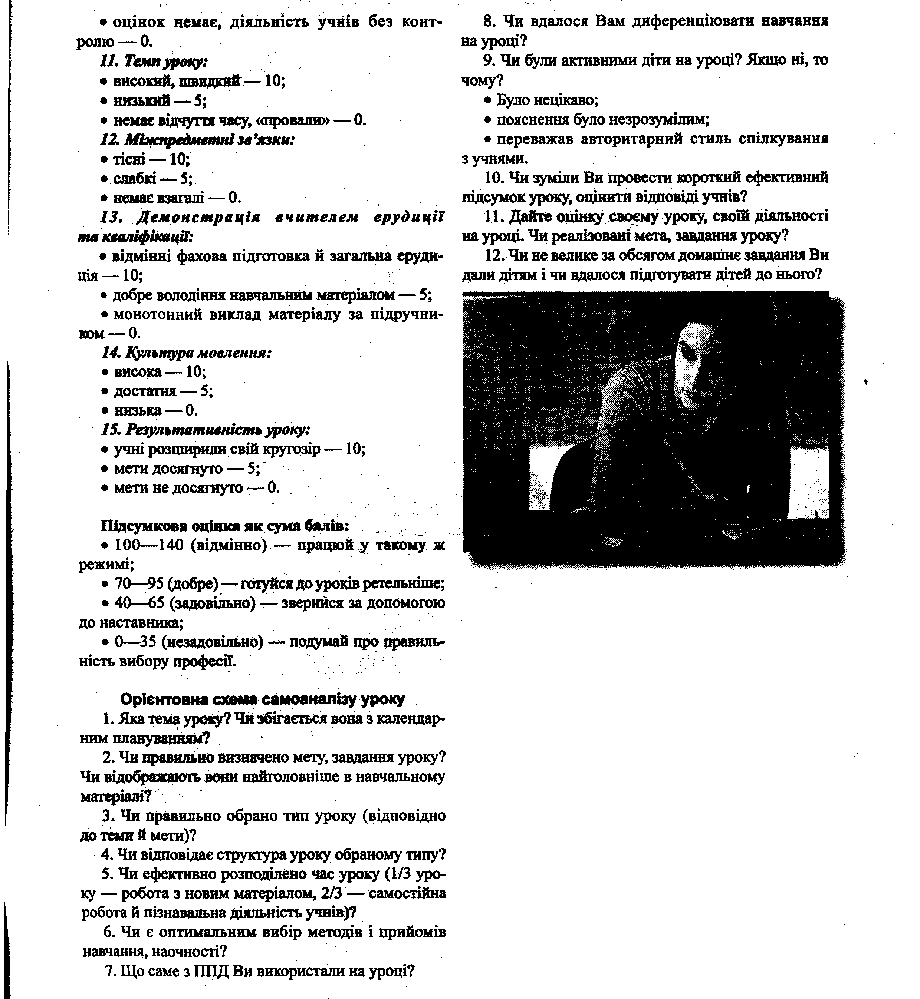 • оцінок немає, діяльність учнів без конт-
ролю — 0.
11. Темп уроку:
• високий, швидкий — 10;
• низький — 5;
• немає відчуття часу, «провали» — 0.
12. Міжпредметні зв’язки:
• тісні — 10;
• слабкі — 5;
• немає взагалі — 0.
13. Демонстрація вчителем ерудиції
та кваліфікації:
• відмінні фахова підготовка й загальна еруди-
ція — 10;
• добре володіння навчальним матеріалом — 5;
• монотонний виклад матеріалу за підручни-
ком — 0.
14. Культура мовлення:
• висока — 10;
• достатня — 5;
• низька — 0.
15. Результативність уроку:
• учні розширили свій кругозір — 10;
• мети досягнуто — 5;
• мети не досягнуто — 0.
Підсумкова оцінка як сума балів:
• 100—140 (відмінно) — працюй у такому ж
режимі;
• 70—95 (добре) — готуйся до уроків ретельніше;
• 40—65 (задовільно) — звернися за допомогою
до наставника;
• 0—35 (незадовільно) — подумай про правиль-
ність вибору професії.
Орієнтовна схема самоаналізу уроку
1. Яка тема уроку? Чи збігається вона з календар-
ним плануванням?
2. Чи правильно визначено мету, завдання уроку?
Чи відображають вони найголовніше в навчальному
матеріалі?
3. Чи правильно обрано тип уроку (відповідно
до теми й мети)?
4. Чи відповідає структура уроку обраному типу?
5. Чи ефективно розподілено час уроку (1/3 уро-
ку — робота з новим матеріалом, 2/3 — самостійна
робота й пізнавальна діяльність учнів)?
6. Чи є оптимальним вибір методів і прийомів
навчання, наочності?
7. Що саме з ППД Ви використали на уроці?
8. Чи вдалося Вам диференціювати навчання
на уроці?
9. Чи були активними діти на уроці? Якщо ні, то
чому?
• Було нецікаво;
• пояснення було незрозумілим;
• переважав авторитарний стиль спілкування
з учнями.
10. Чи зуміли Ви провести короткий ефективний
підсумок уроку, оцінити відповіді учнів?
11. Дайте оцінку своєму уроку, своїй діяльності
на уроці. Чи реалізовані мета, завдання уроку?
12. Чи не велике за обсягом домашнє завдання Ви
дали дітям і чи вдалося підготувати дітей до нього?